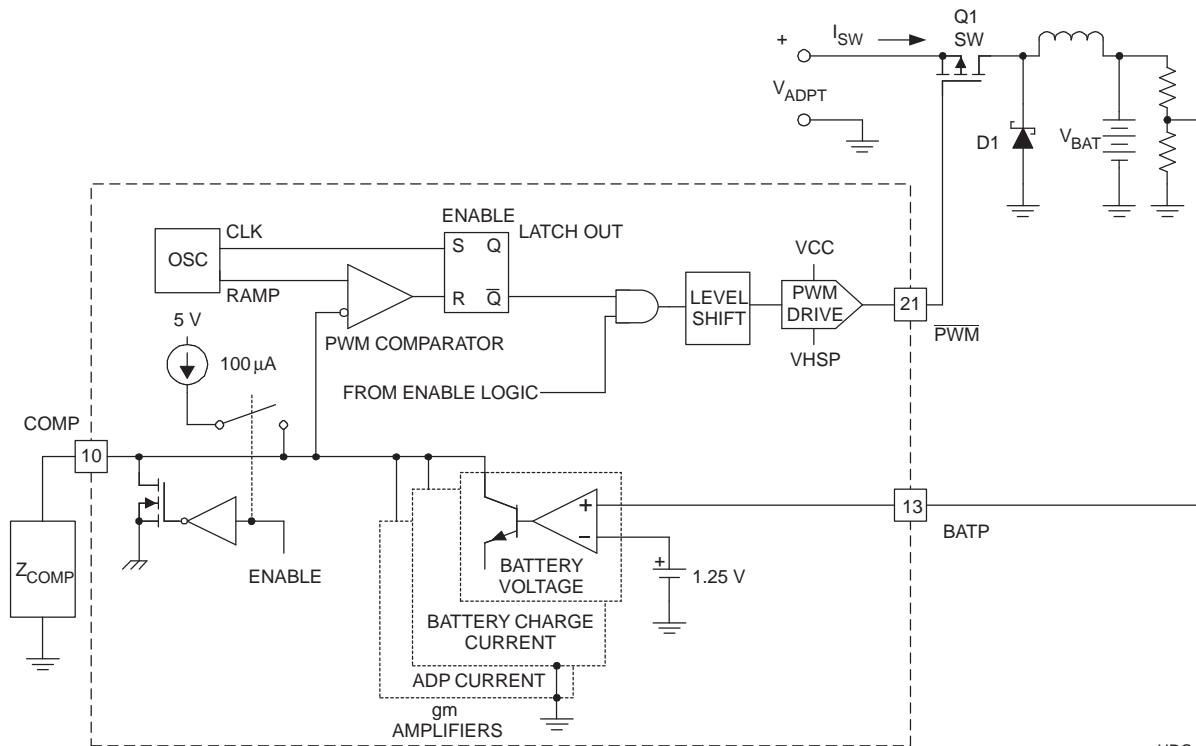 Q1
I_SW
SW
+
V_ADPT
D1
V_BAT
ENABLE
CLK
LATCH OUT
OSC
S Q
RAMP
R Q̅
VCC
LEVEL
SHIFT
PWM
DRIVE
21
P̅W̅M̅
VHSP
5 V
PWM COMPARATOR
100 µA
FROM ENABLE LOGIC
COMP
10
+
−
13
BATP
Z_COMP
ENABLE
BATTERY
VOLTAGE
+
1.25 V
BATTERY CHARGE
CURRENT
ADP CURRENT
gm
AMPLIFIERS